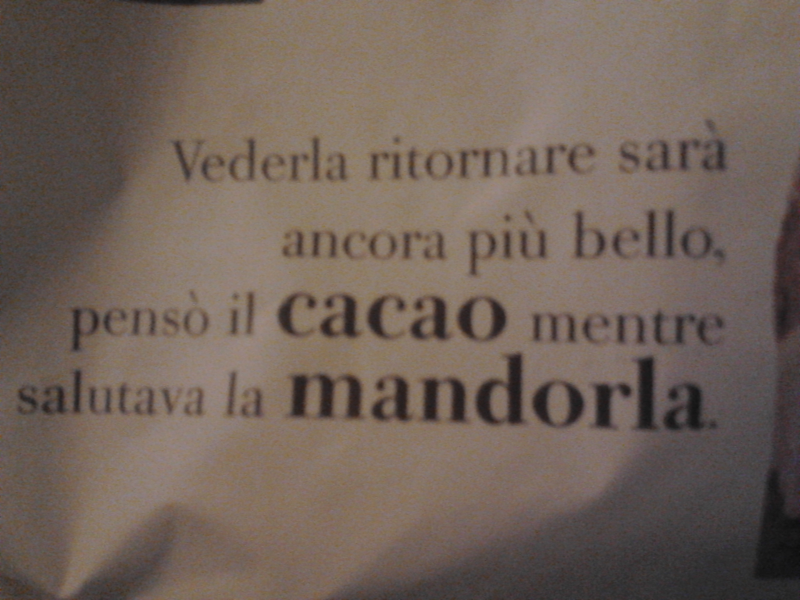 Vederla ritornare sarà
ancora più bello,
pensò il cacao mentre
salutava la mandorla.